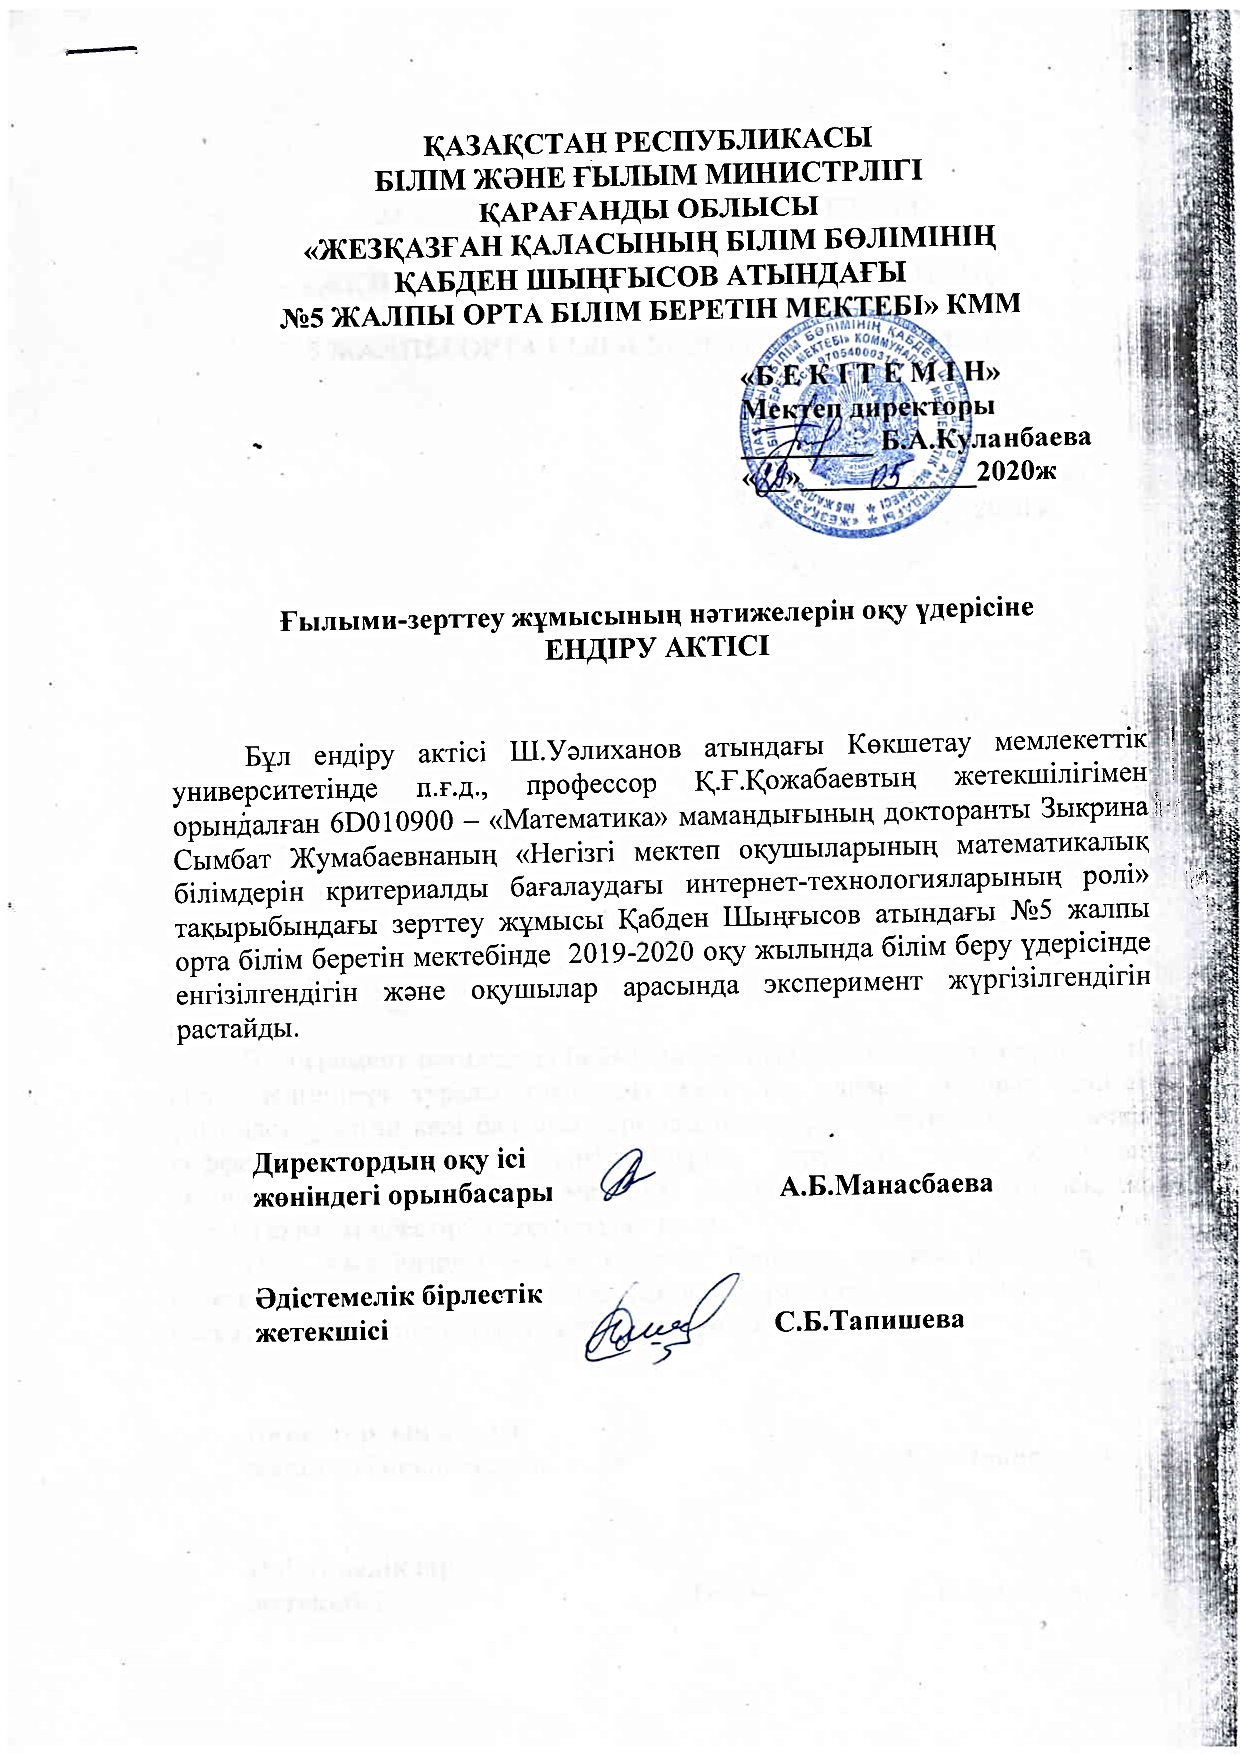 ҚАЗАҚСТАН РЕСПУБЛИКАСЫ
БІЛІМ ЖӘНЕ ҒЫЛЫМ МИНИСТРЛІГІ
ҚАРАҒАНДЫ ОБЛЫСЫ
«ЖЕЗҚАЗҒАН ҚАЛАСЫНЫҢ БІЛІМ БӨЛІМІНІҢ
ҚАБДЕН ШЫҢҒЫСОВ АТЫНДАҒЫ
№5 ЖАЛПЫ ОРТА БІЛІМ БЕРЕТІН МЕКТЕБІ» КММ
«Б Е К І Т Е М І Н»
Мектеп директоры
_________ Б.А.Куланбаева
«    »____05____2020ж
Ғылыми-зерттеу жұмысының нәтижелерін оқу үдерісіне
ЕНДІРУ АКТІСІ
Бұл ендіру актісі Ш.Уәлиханов атындағы Көкшетау мемлекеттік
университетінде п.ғ.д., профессор Қ.Ғ.Қожабаевтың жетекшілігімен
орындалған 6D010900 – «Математика» мамандығының докторанты Зыкрина
Сымбат Жумабаевнаның «Негізгі мектеп оқушыларының математикалық
білімдерін критериалды бағалаудағы интернет-технологияларының ролі»
тақырыбындағы зерттеу жұмысы Қабден Шыңғысов атындағы №5 жалпы
орта білім беретін мектебінде 2019-2020 оқу жылында білім беру үдерісінде
енгізілгендігін және оқушылар арасында эксперимент жүргізілгендігін
растайды.
Директордың оқу ісі
жөніндегі орынбасары А.Б.Манасбаева
Әдістемелік бірлестік
жетекшісі С.Б.Тапишева